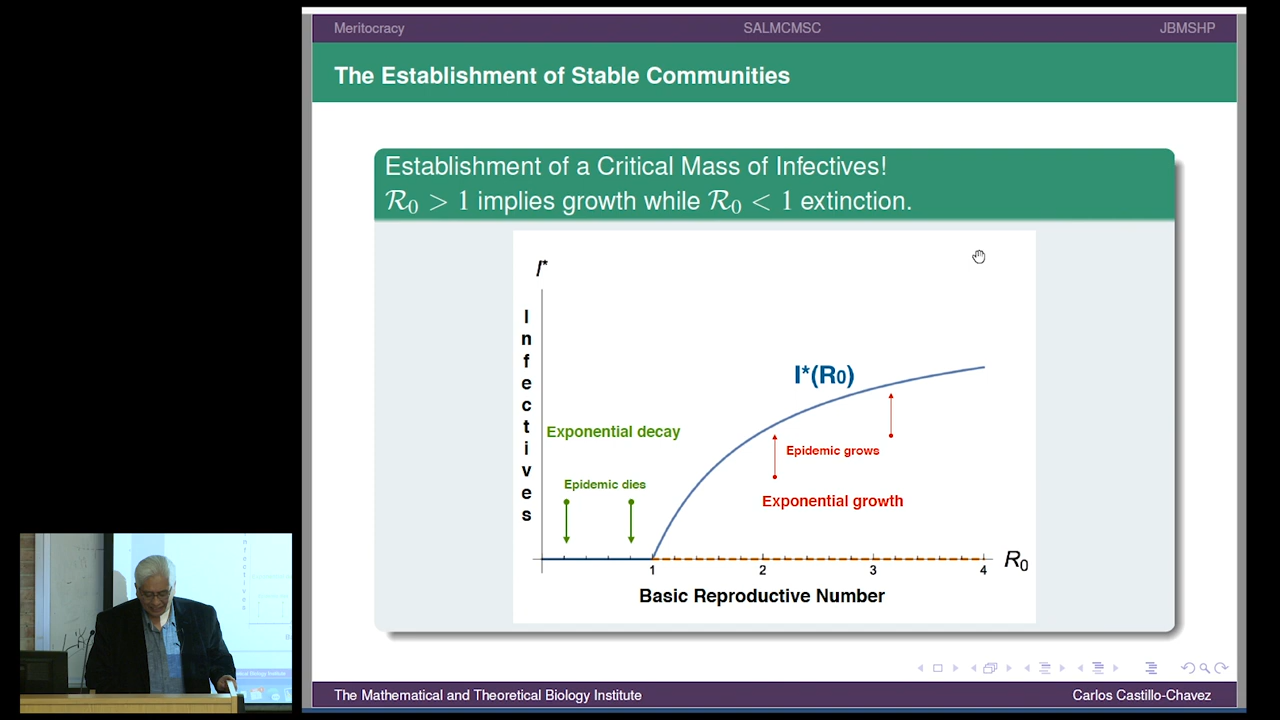 Meritocracy SALMCMSC JBMSHP
The Establishment of Stable Communities
Establishment of a Critical Mass of Infectives!
ℛ₀ > 1 implies growth while ℛ₀ < 1 extinction.
I*
Infectives
I*(R₀)
Exponential decay
Epidemic grows
Epidemic dies
Exponential growth
R₀
1 2 3 4
Basic Reproductive Number
The Mathematical and Theoretical Biology Institute Carlos Castillo-Chavez